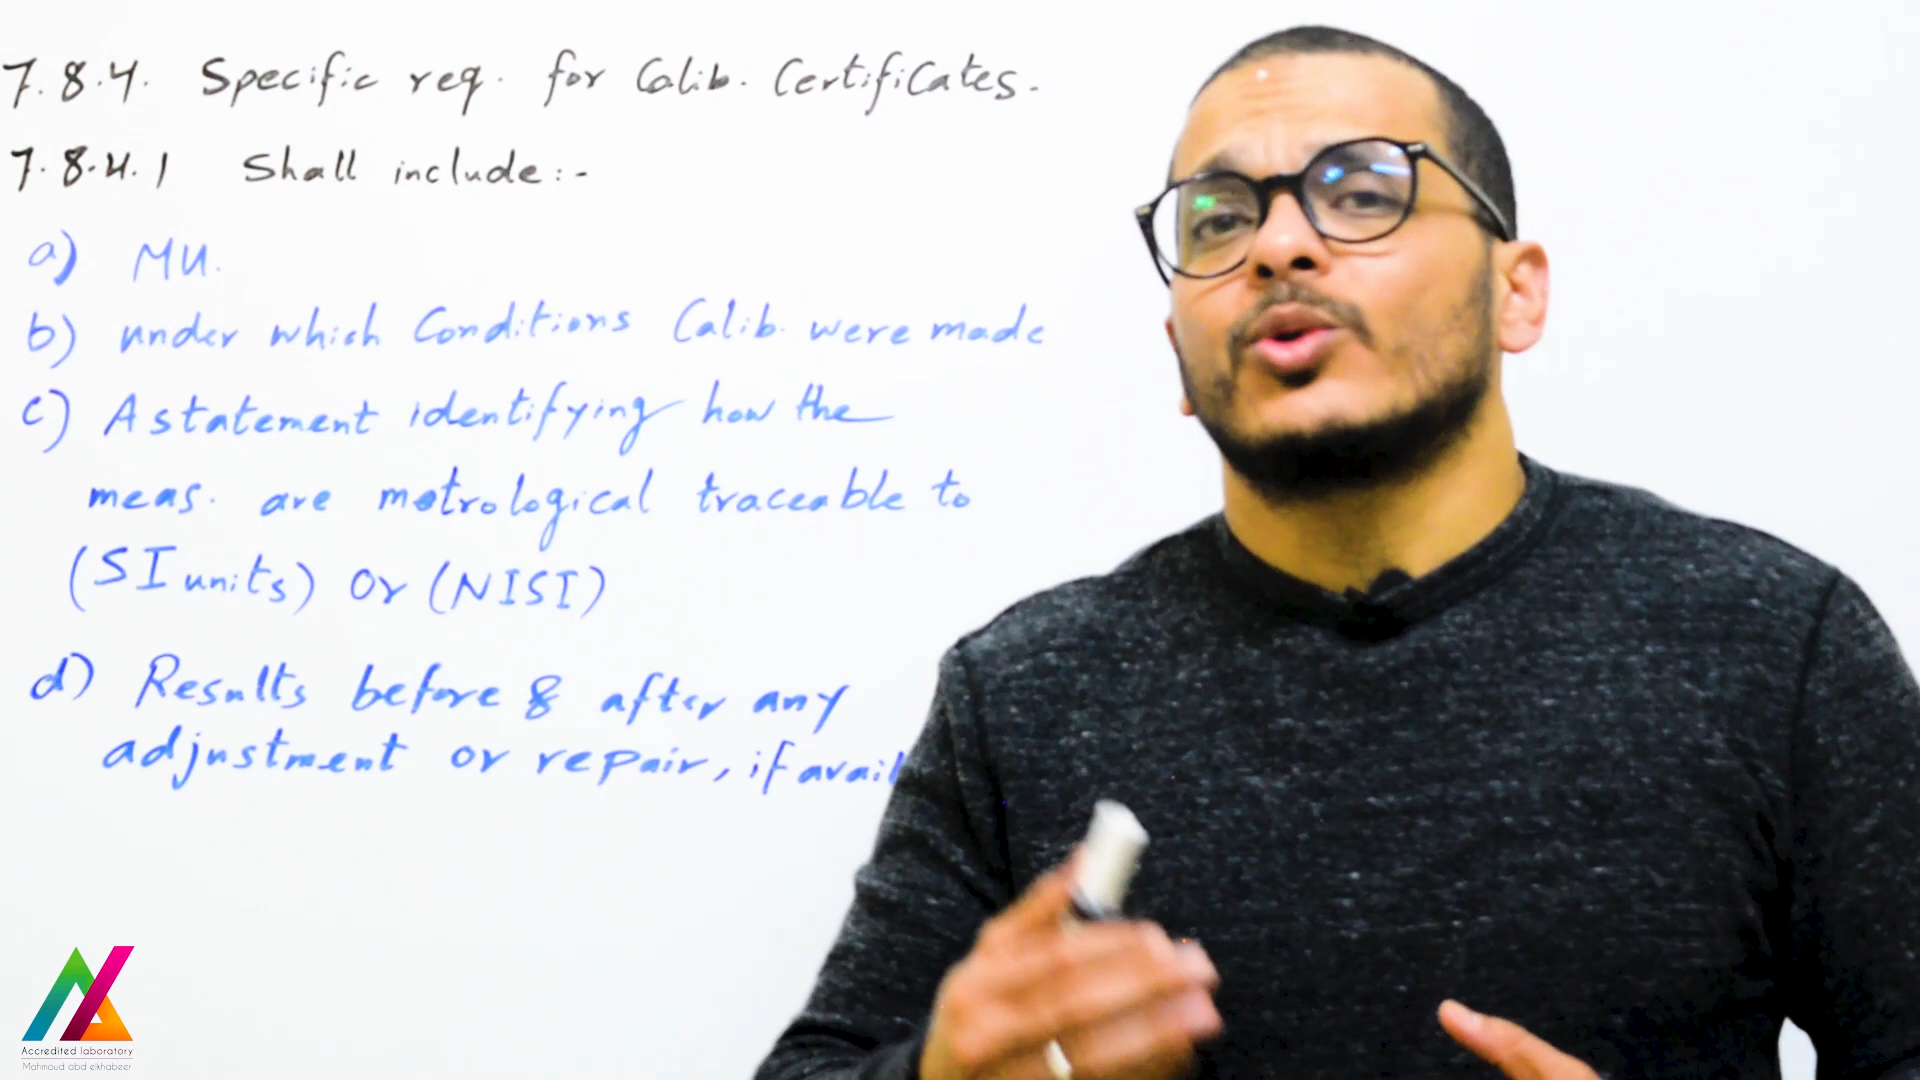 7.8.4. Specific req. for Calib. Certificates.
7.8.4.1 Shall include:-
a) MU.
b) under which Conditions Calib. were made
c) A statement identifying how the
meas. are metrological traceable to
(SI units) or (NISI)
d) Results before & after any
adjustment or repair, if avail
Accredited laboratory
Mahmoud abd elkhabeer